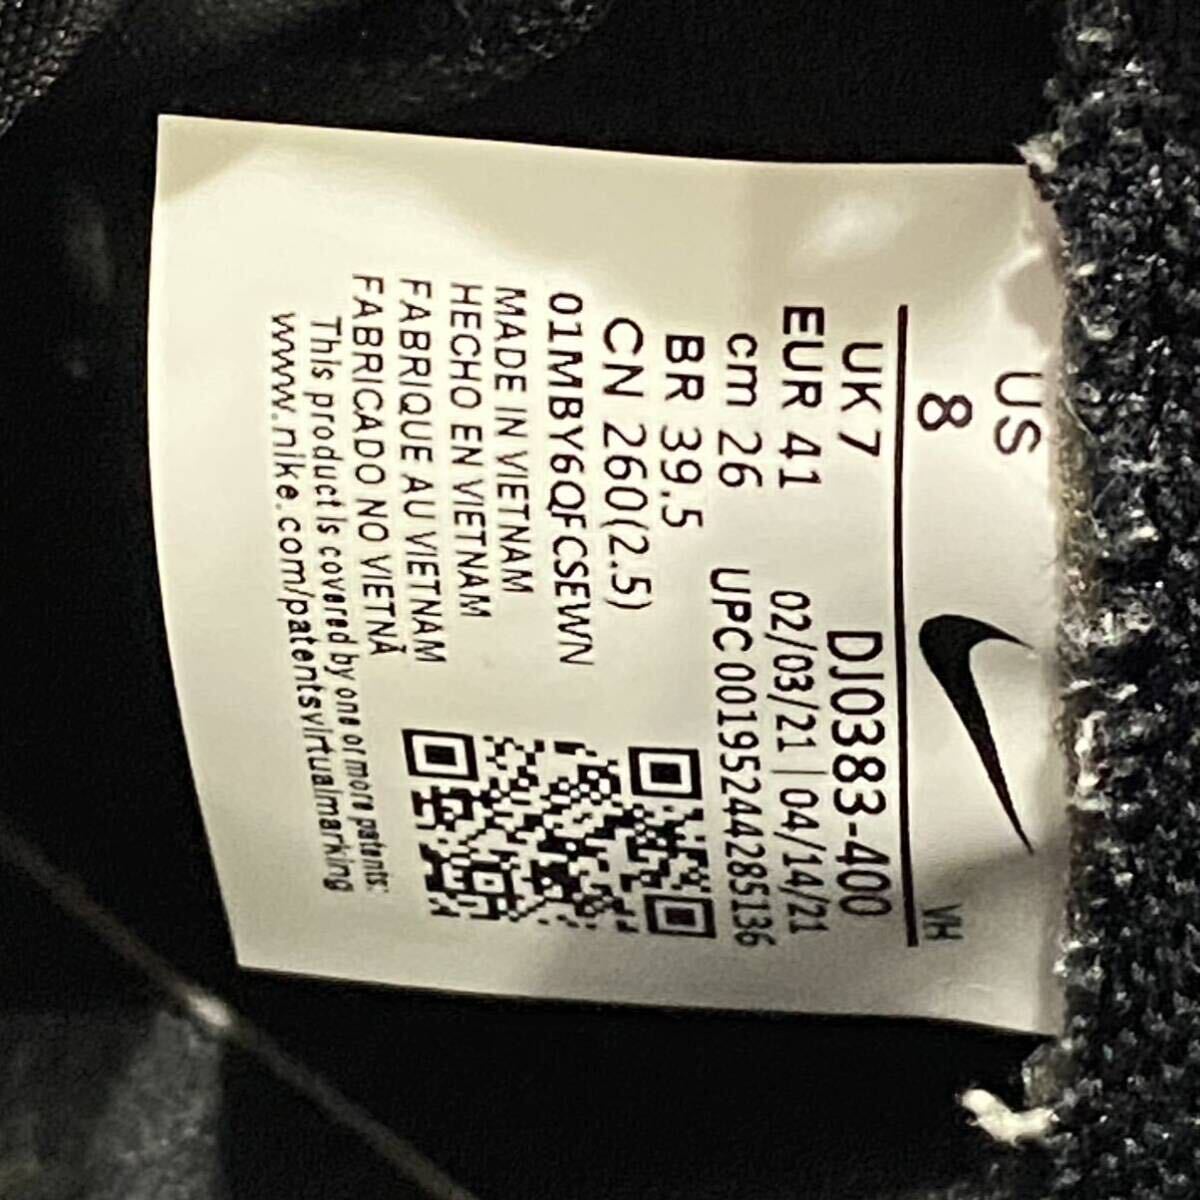 US
8
VH
UK 7 DJ0383-400
EUR 41 02/03/21 | 04/14/21
cm 26 UPC 00195244285136
BR 39.5
CN 260(2.5)
01MBY6QFCSEWN
MADE IN VIETNAM
HECHO EN VIETNAM
FABRIQUE AU VIETNAM
FABRICADO NO VIETNÃ
This product is covered by one or more patents:
www.nike.com/patentsvirtualmarking